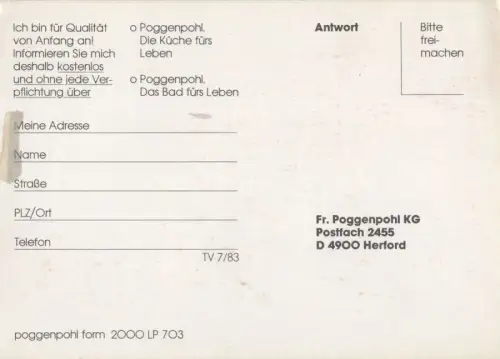 Ich bin für Qualität
von Anfang an!
Informieren Sie mich
deshalb kostenlos
und ohne jede Ver-
pflichtung über
o Poggenpohl.
Die Küche fürs
Leben
o Poggenpohl.
Das Bad fürs Leben
Antwort
Bitte
frei-
machen
Meine Adresse
Name
Straße
PLZ/Ort
Telefon
TV 7/83
Fr. Poggenpohl KG
Postfach 2455
D 4900 Herford
poggenpohl form 2000 LP 703